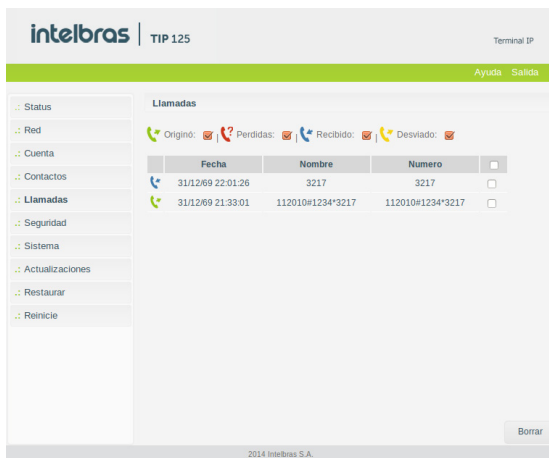 intelbras | TIP 125
Terminal IP
Ayuda Salida
.: Status
.: Red
.: Cuenta
.: Contactos
.: Llamadas
.: Seguridad
.: Sistema
.: Actualizaciones
.: Restaurar
.: Reinicie
Llamadas
Originó: | Perdidas: | Recibido: | Desviado:
Fecha Nombre Numero
31/12/69 22:01:26 3217 3217
31/12/69 21:33:01 112010#1234*3217 112010#1234*3217
Borrar
2014 Intelbras S.A.